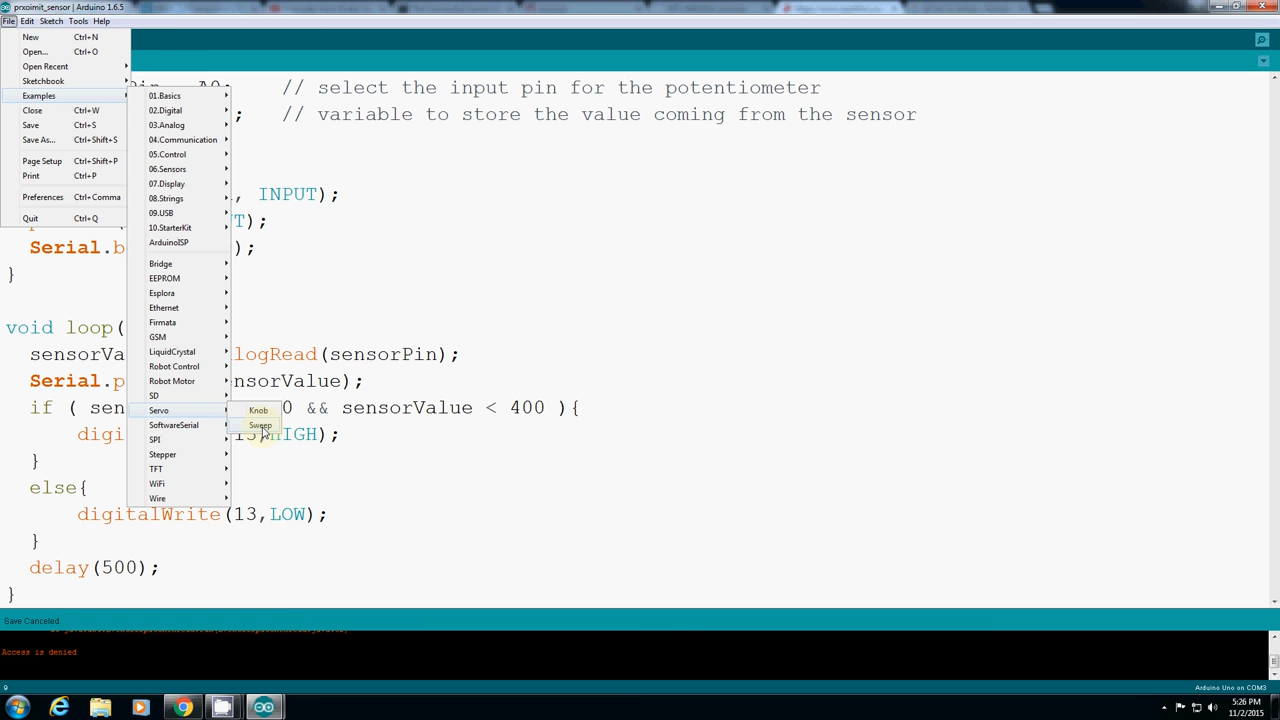 prxoimit_sensor | Arduino 1.6.5
File Edit Sketch Tools Help
New Ctrl+N
Open... Ctrl+O
Open Recent
Sketchbook
Examples
Close Ctrl+W
Save Ctrl+S
Save As... Ctrl+Shift+S
Page Setup Ctrl+Shift+P
Print Ctrl+P
Preferences Ctrl+Comma
Quit Ctrl+Q
01.Basics
02.Digital
03.Analog
04.Communication
05.Control
06.Sensors
07.Display
08.Strings
09.USB
10.StarterKit
ArduinoISP
Bridge
EEPROM
Esplora
Ethernet
Firmata
GSM
LiquidCrystal
Robot Control
Robot Motor
SD
Servo
SoftwareSerial
SPI
Stepper
TFT
WiFi
Wire
Knob
Sweep
// select the input pin for the potentiometer
; // variable to store the value coming from the sensor
, INPUT);
T);
Serial.b );
}
void loop(
sensorVa logRead(sensorPin);
Serial.p nsorValue);
if ( sen 0 && sensorValue < 400 ){
digi 13,HIGH);
}
else{
digitalWrite(13,LOW);
}
delay(500);
}
Save Canceled.
Access is denied
9 Arduino Uno on COM3
5:26 PM
11/2/2015